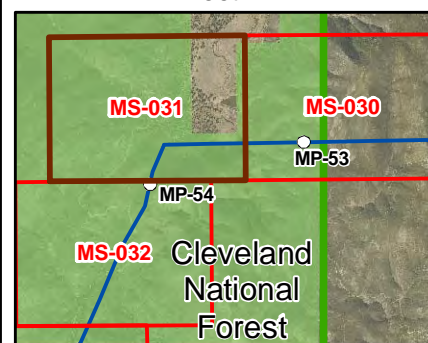 MS-031
MS-030
MP-53
MP-54
MS-032
Cleveland
National
Forest